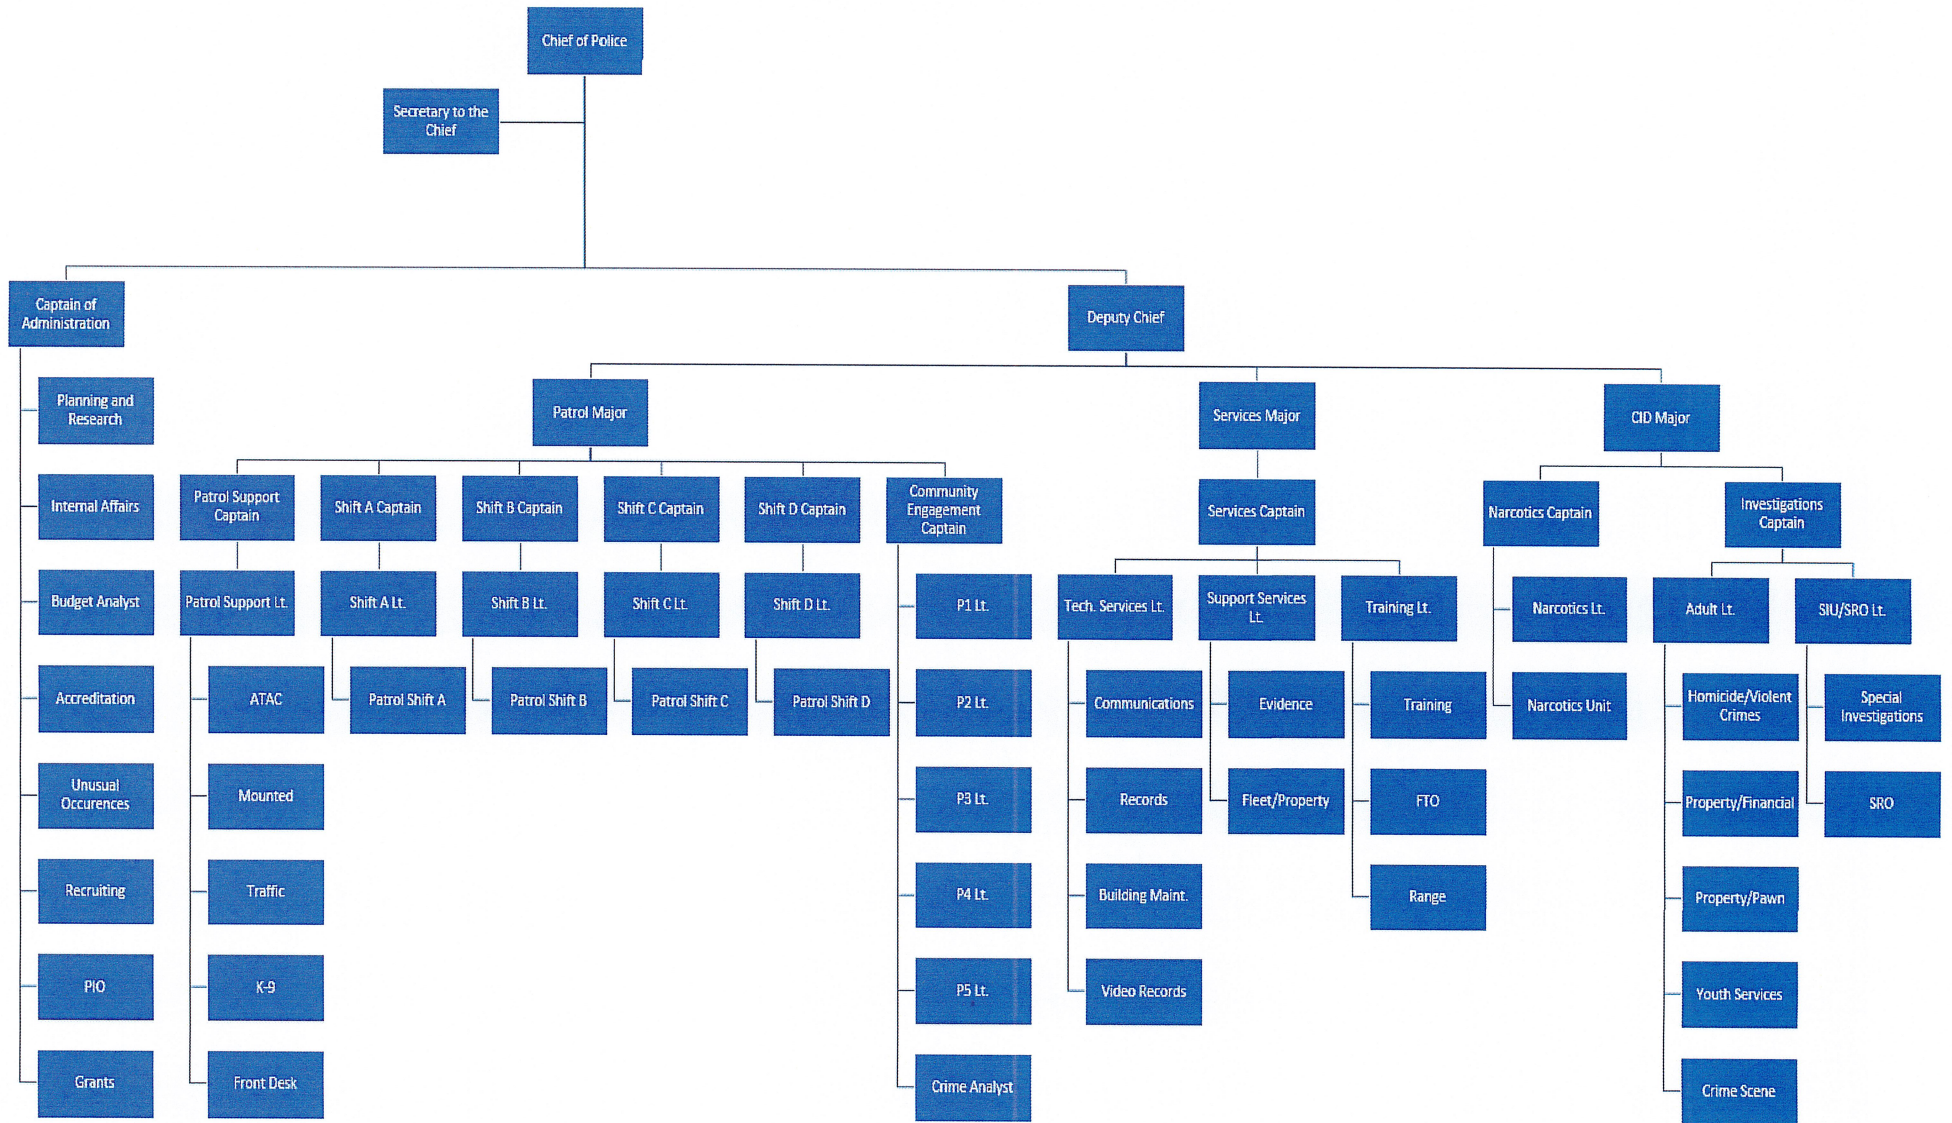 Chief of Police
Secretary to the
Chief
Captain of
Administration
Deputy Chief
Patrol Major
Services Major
CID Major
Planning and
Research
Internal Affairs
Budget Analyst
Accreditation
Unusual
Occurences
Recruiting
PIO
Grants
Patrol Support
Captain
Shift A Captain
Shift B Captain
Shift C Captain
Shift D Captain
Community
Engagement
Captain
Services Captain
Narcotics Captain
Investigations
Captain
Patrol Support Lt.
Shift A Lt.
Shift B Lt.
Shift C Lt.
Shift D Lt.
ATAC
Mounted
Traffic
K-9
Front Desk
Patrol Shift A
Patrol Shift B
Patrol Shift C
Patrol Shift D
P1 Lt.
P2 Lt.
P3 Lt.
P4 Lt.
P5 Lt.
Crime Analyst
Tech. Services Lt.
Support Services
Lt.
Training Lt.
Communications
Records
Building Maint.
Video Records
Evidence
Fleet/Property
Training
FTO
Range
Narcotics Lt.
Narcotics Unit
Adult Lt.
SIU/SRO Lt.
Homicide/Violent
Crimes
Property/Financial
Property/Pawn
Youth Services
Crime Scene
Special
Investigations
SRO